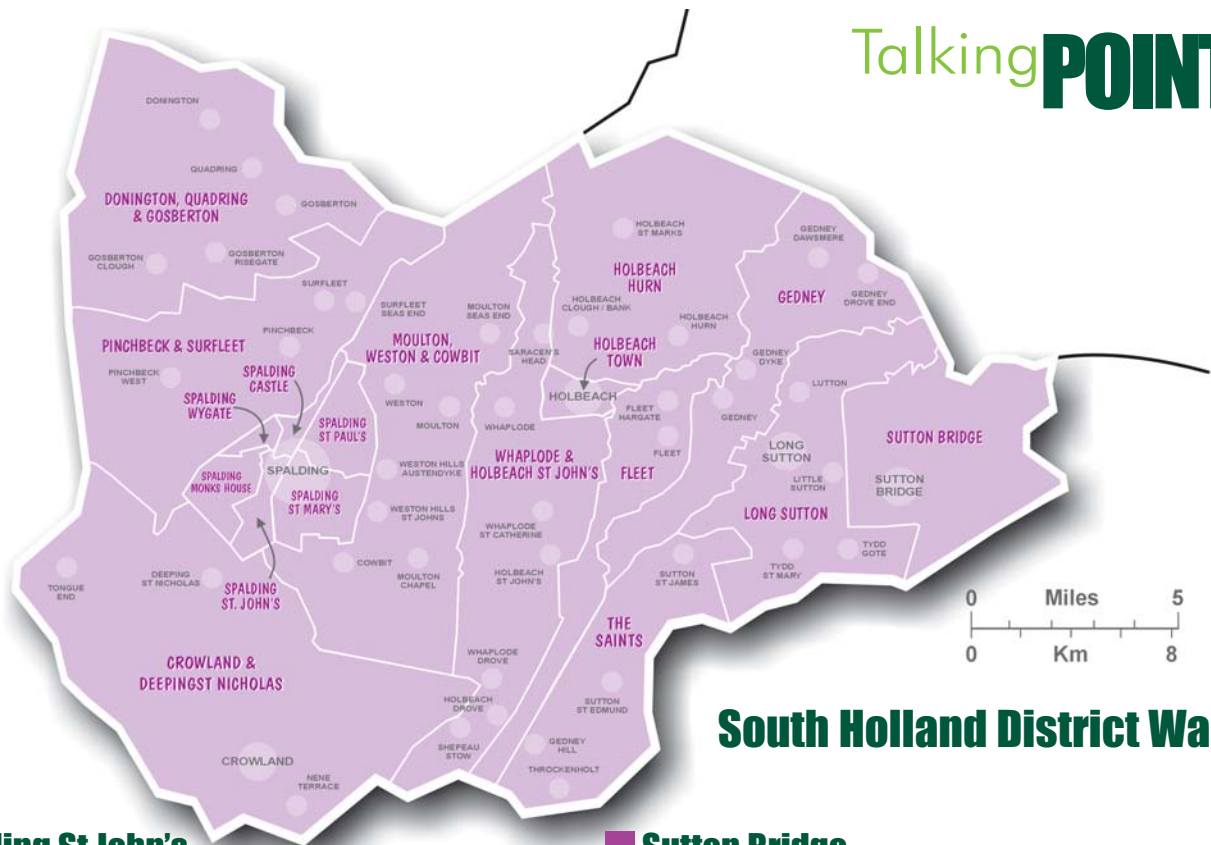 Talking POINT
DONINGTON
QUADRING
DONINGTON, QUADRING
& GOSBERTON
GOSBERTON
GOSBERTON
CLOUGH
GOSBERTON
RISEGATE
SURFLEET
SURFLEET
SEAS END
PINCHBECK
PINCHBECK & SURFLEET
PINCHBECK
WEST
SPALDING
CASTLE
SPALDING
WYGATE
SPALDING
ST PAUL'S
SPALDING
SPALDING
MONKS HOUSE
SPALDING
ST MARY'S
SPALDING
ST. JOHN'S
MOULTON
SEAS END
MOULTON,
WESTON & COWBIT
WESTON
MOULTON
WESTON HILLS
AUSTENDYKE
WESTON HILLS
ST JOHNS
COWBIT
MOULTON
CHAPEL
HOLBEACH
ST MARKS
HOLBEACH
HURN
HOLBEACH
CLOUGH / BANK
HOLBEACH
HURN
SARACEN'S
HEAD
HOLBEACH
TOWN
HOLBEACH
WHAPLODE
WHAPLODE &
HOLBEACH ST JOHN'S
WHAPLODE
ST CATHERINE
HOLBEACH
ST JOHN'S
WHAPLODE
DROVE
HOLBEACH
DROVE
SHEPEAU
STOW
GEDNEY
DAWSMERE
GEDNEY
GEDNEY
DROVE END
GEDNEY
DYKE
GEDNEY
FLEET
HARGATE
FLEET
FLEET
LUTTON
LONG
SUTTON
LITTLE
SUTTON
LONG SUTTON
SUTTON BRIDGE
SUTTON
BRIDGE
TYDD
GOTE
TYDD
ST MARY
SUTTON
ST JAMES
THE
SAINTS
SUTTON
ST EDMUND
GEDNEY
HILL
THROCKENHOLT
TONGUE
END
DEEPING
ST NICHOLAS
CROWLAND &
DEEPINGST NICHOLAS
CROWLAND
NENE
TERRACE
0 Miles 5
0 Km 8
South Holland District Wa
ding St John's
Sutton Bridge